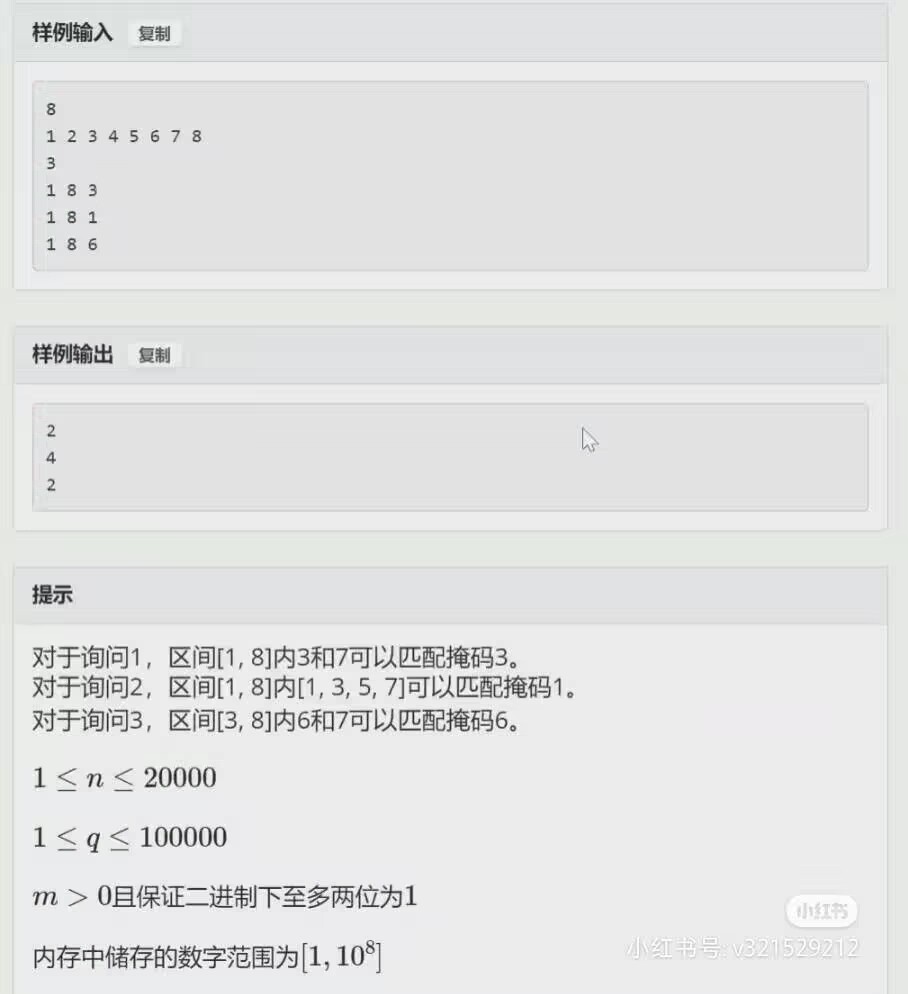 样例输入 复制
8
1 2 3 4 5 6 7 8
3
1 8 3
1 8 1
1 8 6
样例输出 复制
2
4
2
提示
对于询问1，区间[1, 8]内3和7可以匹配掩码3。
对于询问2，区间[1, 8]内[1, 3, 5, 7]可以匹配掩码1。
对于询问3，区间[3, 8]内6和7可以匹配掩码6。
1 ≤ n ≤ 20000
1 ≤ q ≤ 100000
m > 0且保证二进制下至多两位为1
内存中储存的数字范围为[1, 10⁸]
小红书
小红书号: v321529212